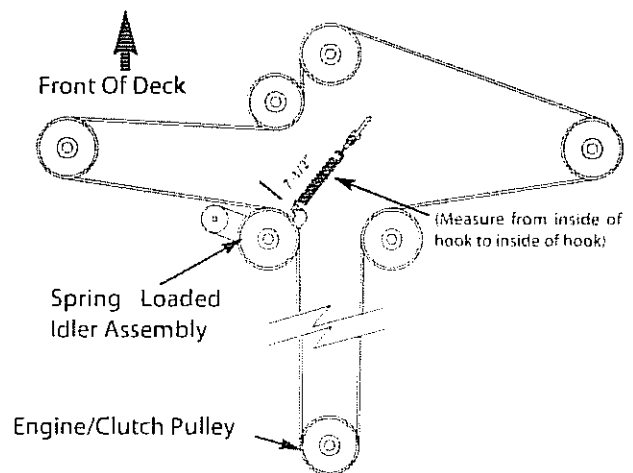 Front Of Deck
7-1/2"
(Measure from inside of
hook to inside of hook)
Spring Loaded
Idler Assembly
Engine/Clutch Pulley